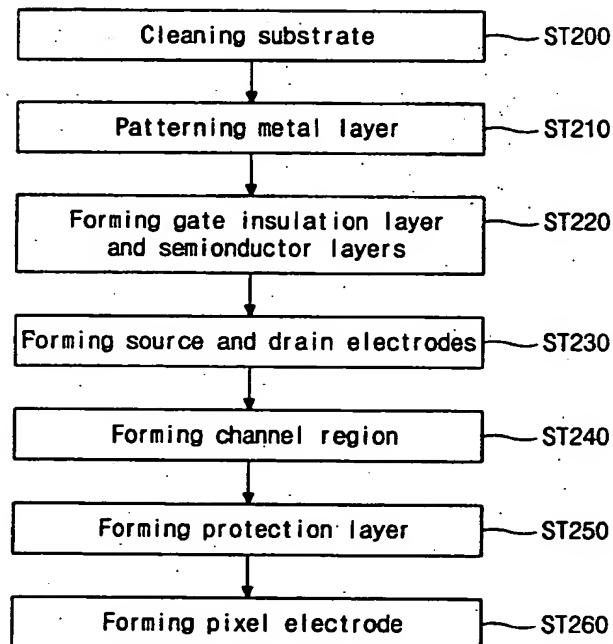 Cleaning substrate ST200
Patterning metal layer ST210
Forming gate insulation layer ST220
and semionductor layers
Forming source and drain electrodes ST230
Forming channel region ST240
Forming protection layer ST250
Forming pixel electrode ST260